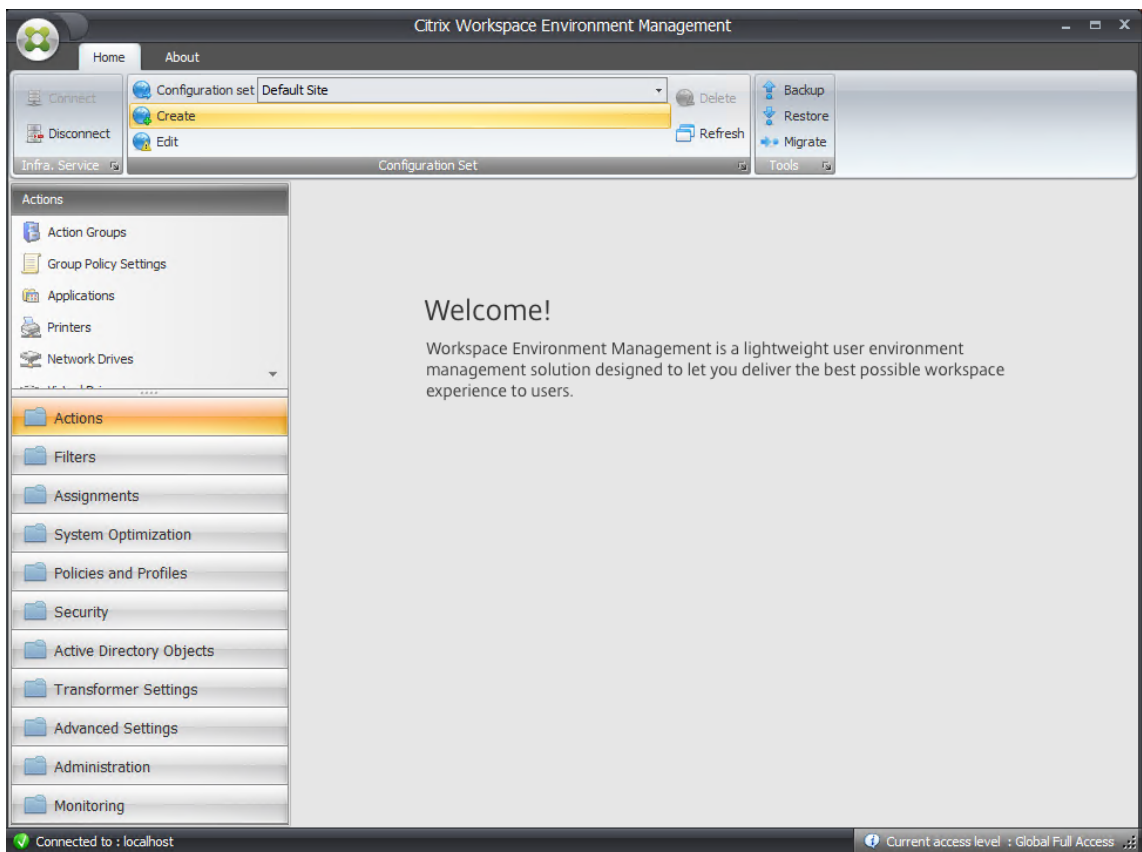 Citrix Workspace Environment Management
Home About
Connect
Disconnect
Infra. Service
Configuration set Default Site
Create
Edit
Delete
Refresh
Configuration Set
Backup
Restore
Migrate
Tools
Actions
Action Groups
Group Policy Settings
Applications
Printers
Network Drives
Actions
Filters
Assignments
System Optimization
Policies and Profiles
Security
Active Directory Objects
Transformer Settings
Advanced Settings
Administration
Monitoring
Welcome!
Workspace Environment Management is a lightweight user environment
management solution designed to let you deliver the best possible workspace
experience to users.
Connected to : localhost
Current access level : Global Full Access